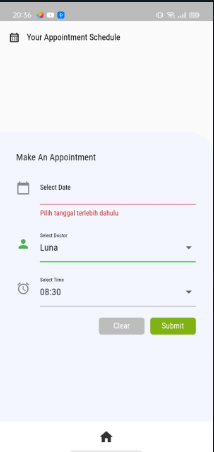 20:56
Your Appointment Schedule
Make An Appointment
Select Date
Pilih tanggal terlebih dahulu
Select Doctor
Luna
Select Time
08:30
Clear Submit